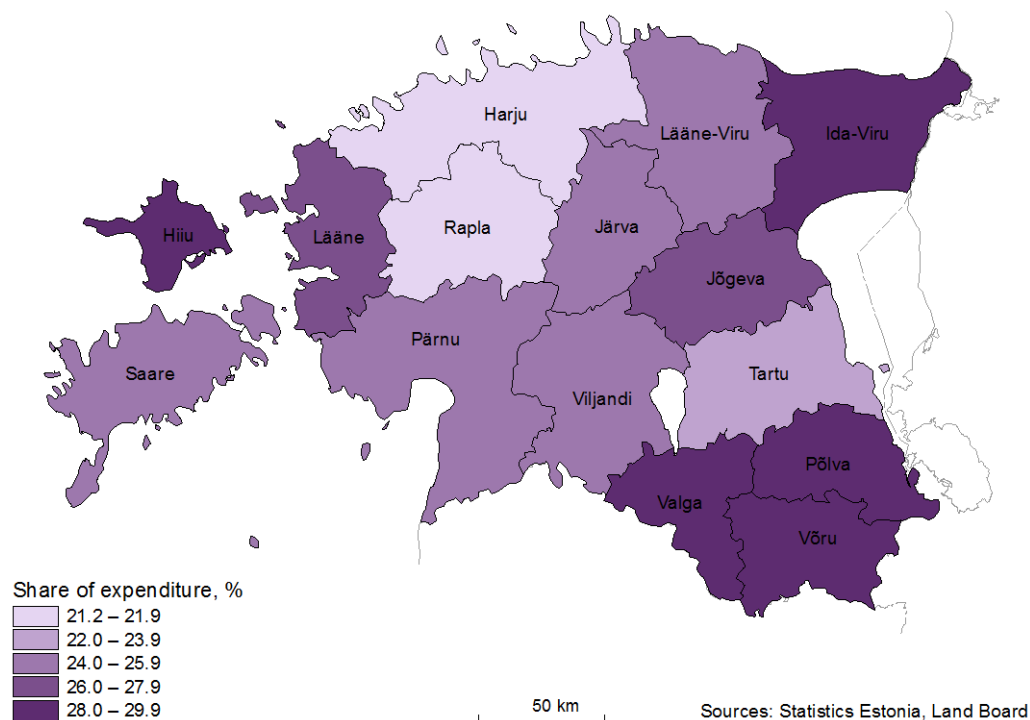 Harju
Lääne-Viru
Ida-Viru
Hiiu
Lääne
Rapla
Järva
Jõgeva
Pärnu
Saare
Tartu
Viljandi
Põlva
Valga
Võru
Share of expenditure, %
21.2 – 21.9
22.0 – 23.9
24.0 – 25.9
26.0 – 27.9
28.0 – 29.9
50 km
Sources: Statistics Estonia, Land Board